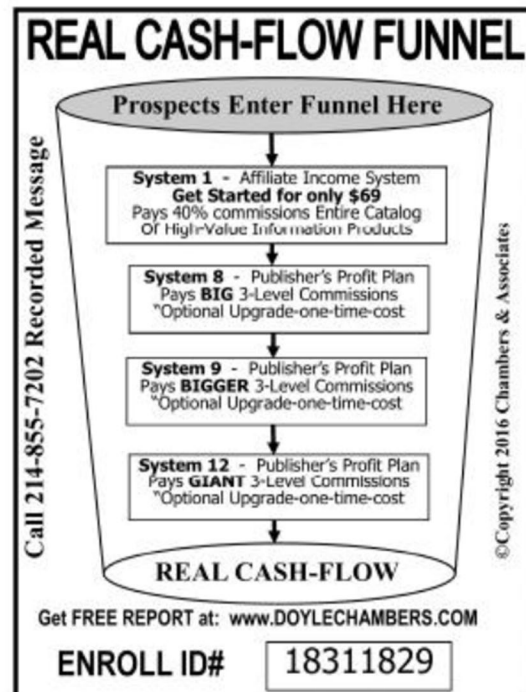 REAL CASH-FLOW FUNNEL
Prospects Enter Funnel Here
System 1 - Affiliate Income System
Get Started for only $69
Pays 40% commissions Entire Catalog
Of High-Value Information Products
System 8 - Publisher's Profit Plan
Pays BIG 3-Level Commissions
"Optional Upgrade-one-time-cost
System 9 - Publisher's Profit Plan
Pays BIGGER 3-Level Commissions
"Optional Upgrade-one-time-cost
System 12 - Publisher's Profit Plan
Pays GIANT 3-Level Commissions
"Optional Upgrade-one-time-cost
REAL CASH-FLOW
Call 214-855-7202 Recorded Message
©Copyright 2016 Chambers & Associates
Get FREE REPORT at: www.DOYLECHAMBERS.COM
ENROLL ID# 18311829